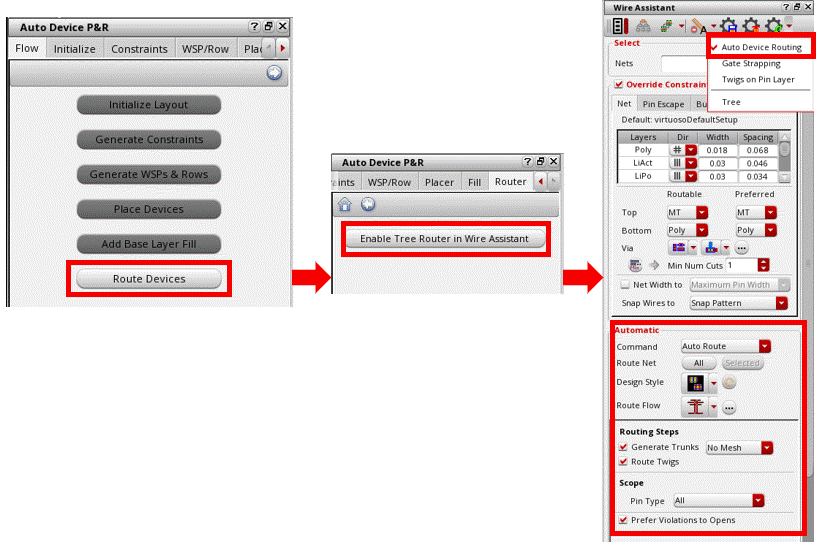 Auto Device P&R
Flow Initialize Constraints WSP/Row Plac
Initialize Layout
Generate Constraints
Generate WSPs & Rows
Place Devices
Add Base Layer Fill
Route Devices
Auto Device P&R
aints WSP/Row Placer Fill Router
Enable Tree Router in Wire Assistant
Wire Assistant
Select
Nets
Auto Device Routing
Gate Strapping
Twigs on Pin Layer
Tree
Override Constrain
Net Pin Escape Bu
Default: virtuosoDefaultSetup
Layers Dir Width Spacing
Poly # 0.018 0.068
LiAct 0.03 0.046
LiPo 0.03 0.034
Routable Preferred
Top MT MT
Bottom Poly Poly
Via
Min Num Cuts 1
Net Width to Maximum Pin Width
Snap Wires to Snap Pattern
Automatic
Command Auto Route
Route Net All Selected
Design Style
Route Flow
Routing Steps
Generate Trunks No Mesh
Route Twigs
Scope
Pin Type All
Prefer Violations to Opens